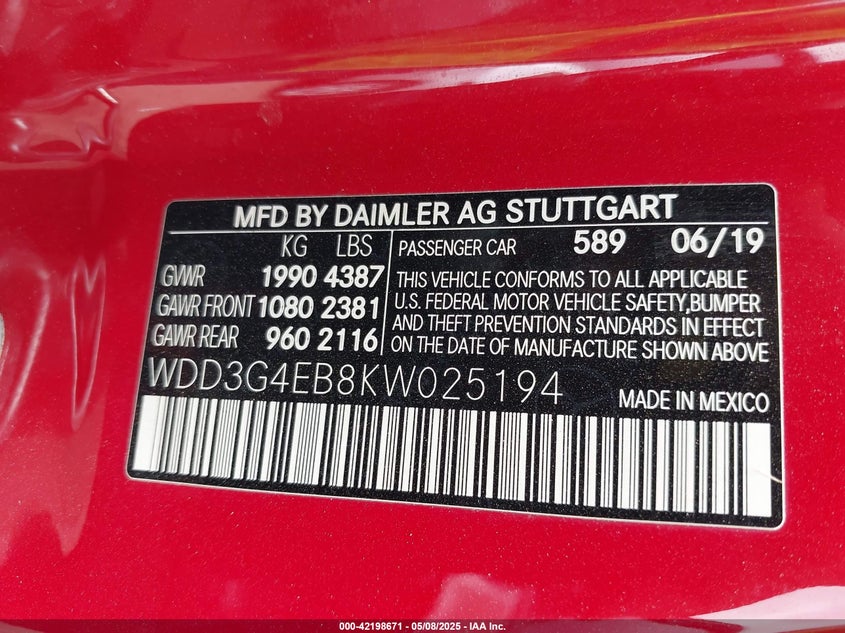 MFD BY DAIMLER AG STUTTGART
KG LBS
GVWR 1990 4387
GAWR FRONT 1080 2381
GAWR REAR 960 2116
PASSENGER CAR 589 06/19
THIS VEHICLE CONFORMS TO ALL APPLICABLE
U.S. FEDERAL MOTOR VEHICLE SAFETY,BUMPER
AND THEFT PREVENTION STANDARDS IN EFFECT
ON THE DATE OF MANUFACTURE SHOWN ABOVE
WDD3G4EB8KW025194 MADE IN MEXICO
000-42198671 - 05/08/2025 - IAA Inc.